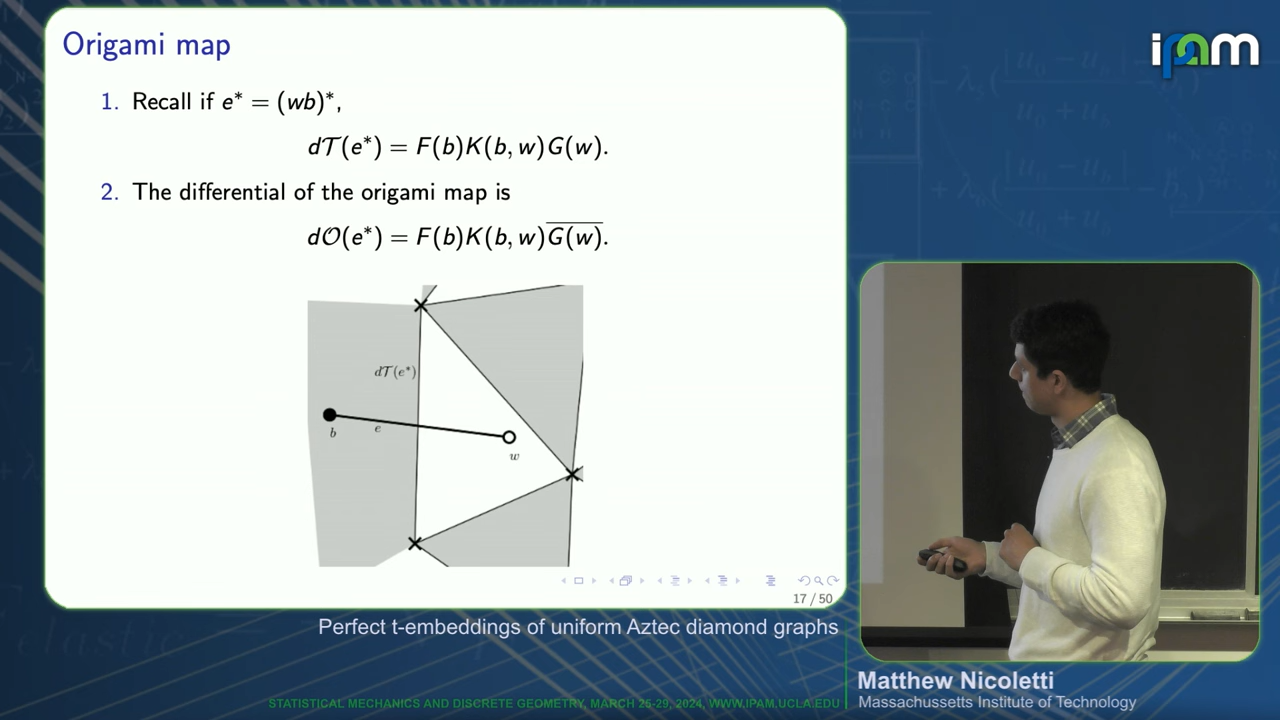 Origami map
1. Recall if e* = (wb)*,
d𝒯(e*) = F(b)K(b, w)G(w).
2. The differential of the origami map is
d𝒪(e*) = F(b)K(b, w)G̅(̅w̅)̅.
d𝒯(e*)
b
e
w
17 / 50
ipam
Perfect t-embeddings of uniform Aztec diamond graphs
Matthew Nicoletti
Massachussetts Institute of Technology
STATISTICAL MECHANICS AND DISCRETE GEOMETRY, MARCH 25-29, 2024, WWW.IPAM.UCLA.EDU